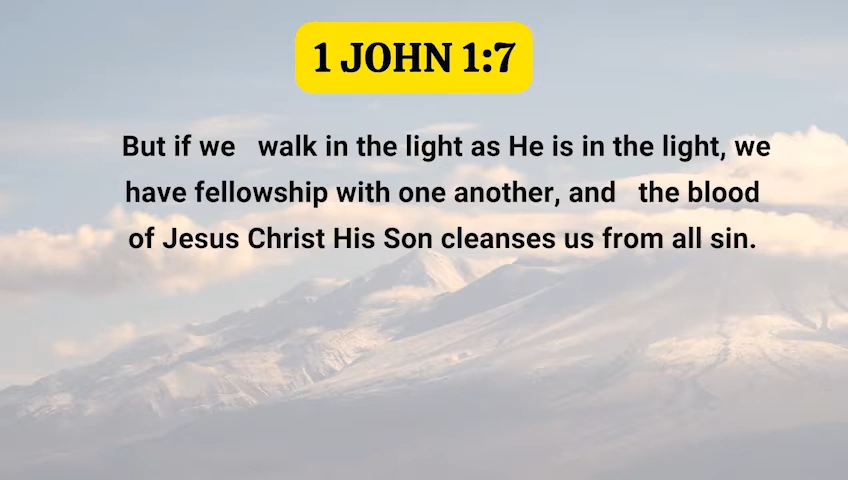 1 JOHN 1:7
But if we walk in the light as He is in the light, we
have fellowship with one another, and the blood
of Jesus Christ His Son cleanses us from all sin.